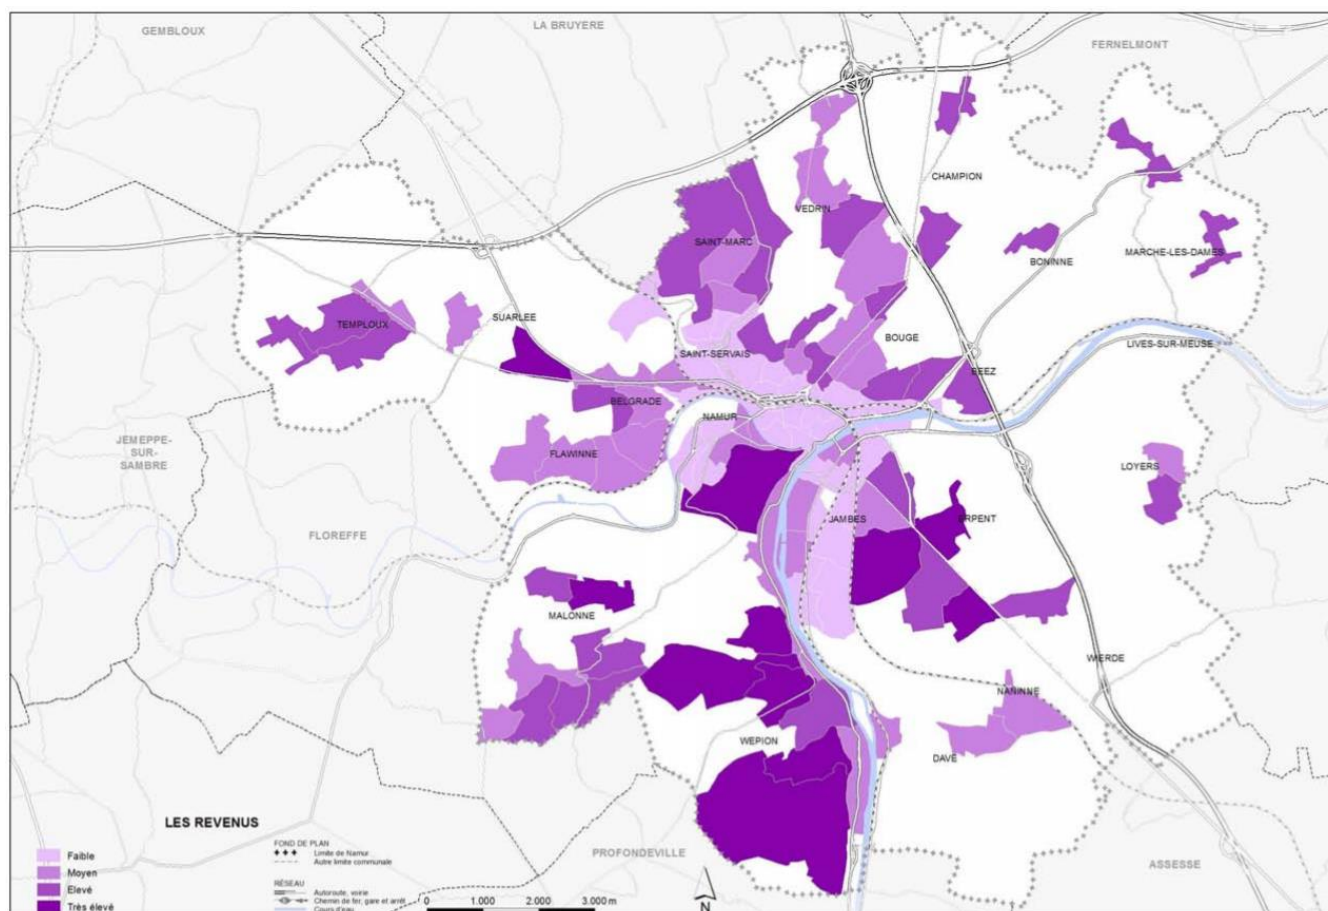 GEMBLOUX
LA BRUYERE
FERNELMONT
CHAMPION
VEDRIN
SAINT-MARC
BONINNE
MARCHE-LES-DAMES
TEMPLOUX
SUARLEE
BOUGE
LIVES-SUR-MEUSE
SAINT-SERVAIS
BEEZ
BELGRADE
NAMUR
JEMEPPE-
SUR-
SAMBRE
FLAWINNE
LOYERS
JAMBES
ERPENT
FLOREFFE
MALONNE
WIERDE
NANINNE
WEPION
DAVE
PROFONDEVILLE
ASSESSE
LES REVENUS
Faible
Moyen
Elevé
Très élevé
FOND DE PLAN
Limite de Namur
Autre limite communale
RÉSEAU
Autoroute, voirie
Chemin de fer, gare et arrêt
Cours d'eau
0 1.000 2.000 3.000 m
N